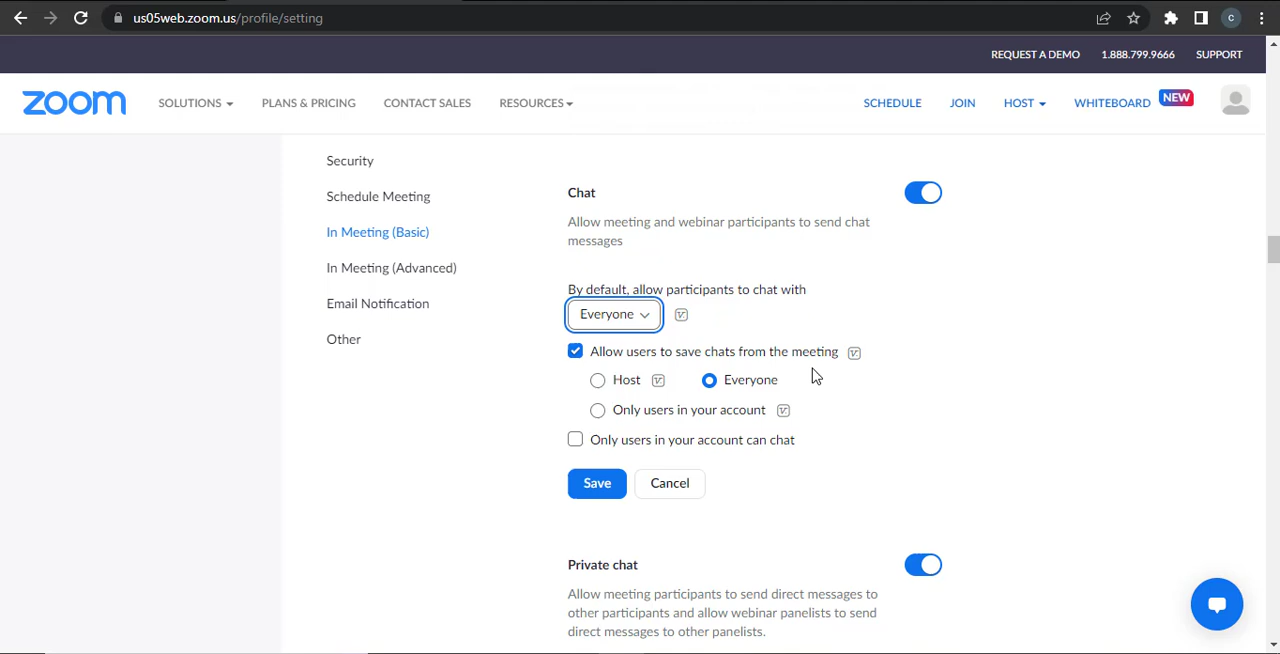 us05web.zoom.us/profile/setting
C
REQUEST A DEMO 1.888.799.9666 SUPPORT
zoom SOLUTIONS PLANS & PRICING CONTACT SALES RESOURCES SCHEDULE JOIN HOST WHITEBOARD NEW
Security
Schedule Meeting
In Meeting (Basic)
In Meeting (Advanced)
Email Notification
Other
Chat
Allow meeting and webinar participants to send chat
messages
By default, allow participants to chat with
Everyone
Allow users to save chats from the meeting
Host Everyone
Only users in your account
Only users in your account can chat
Save Cancel
Private chat
Allow meeting participants to send direct messages to
other participants and allow webinar panelists to send
direct messages to other panelists.